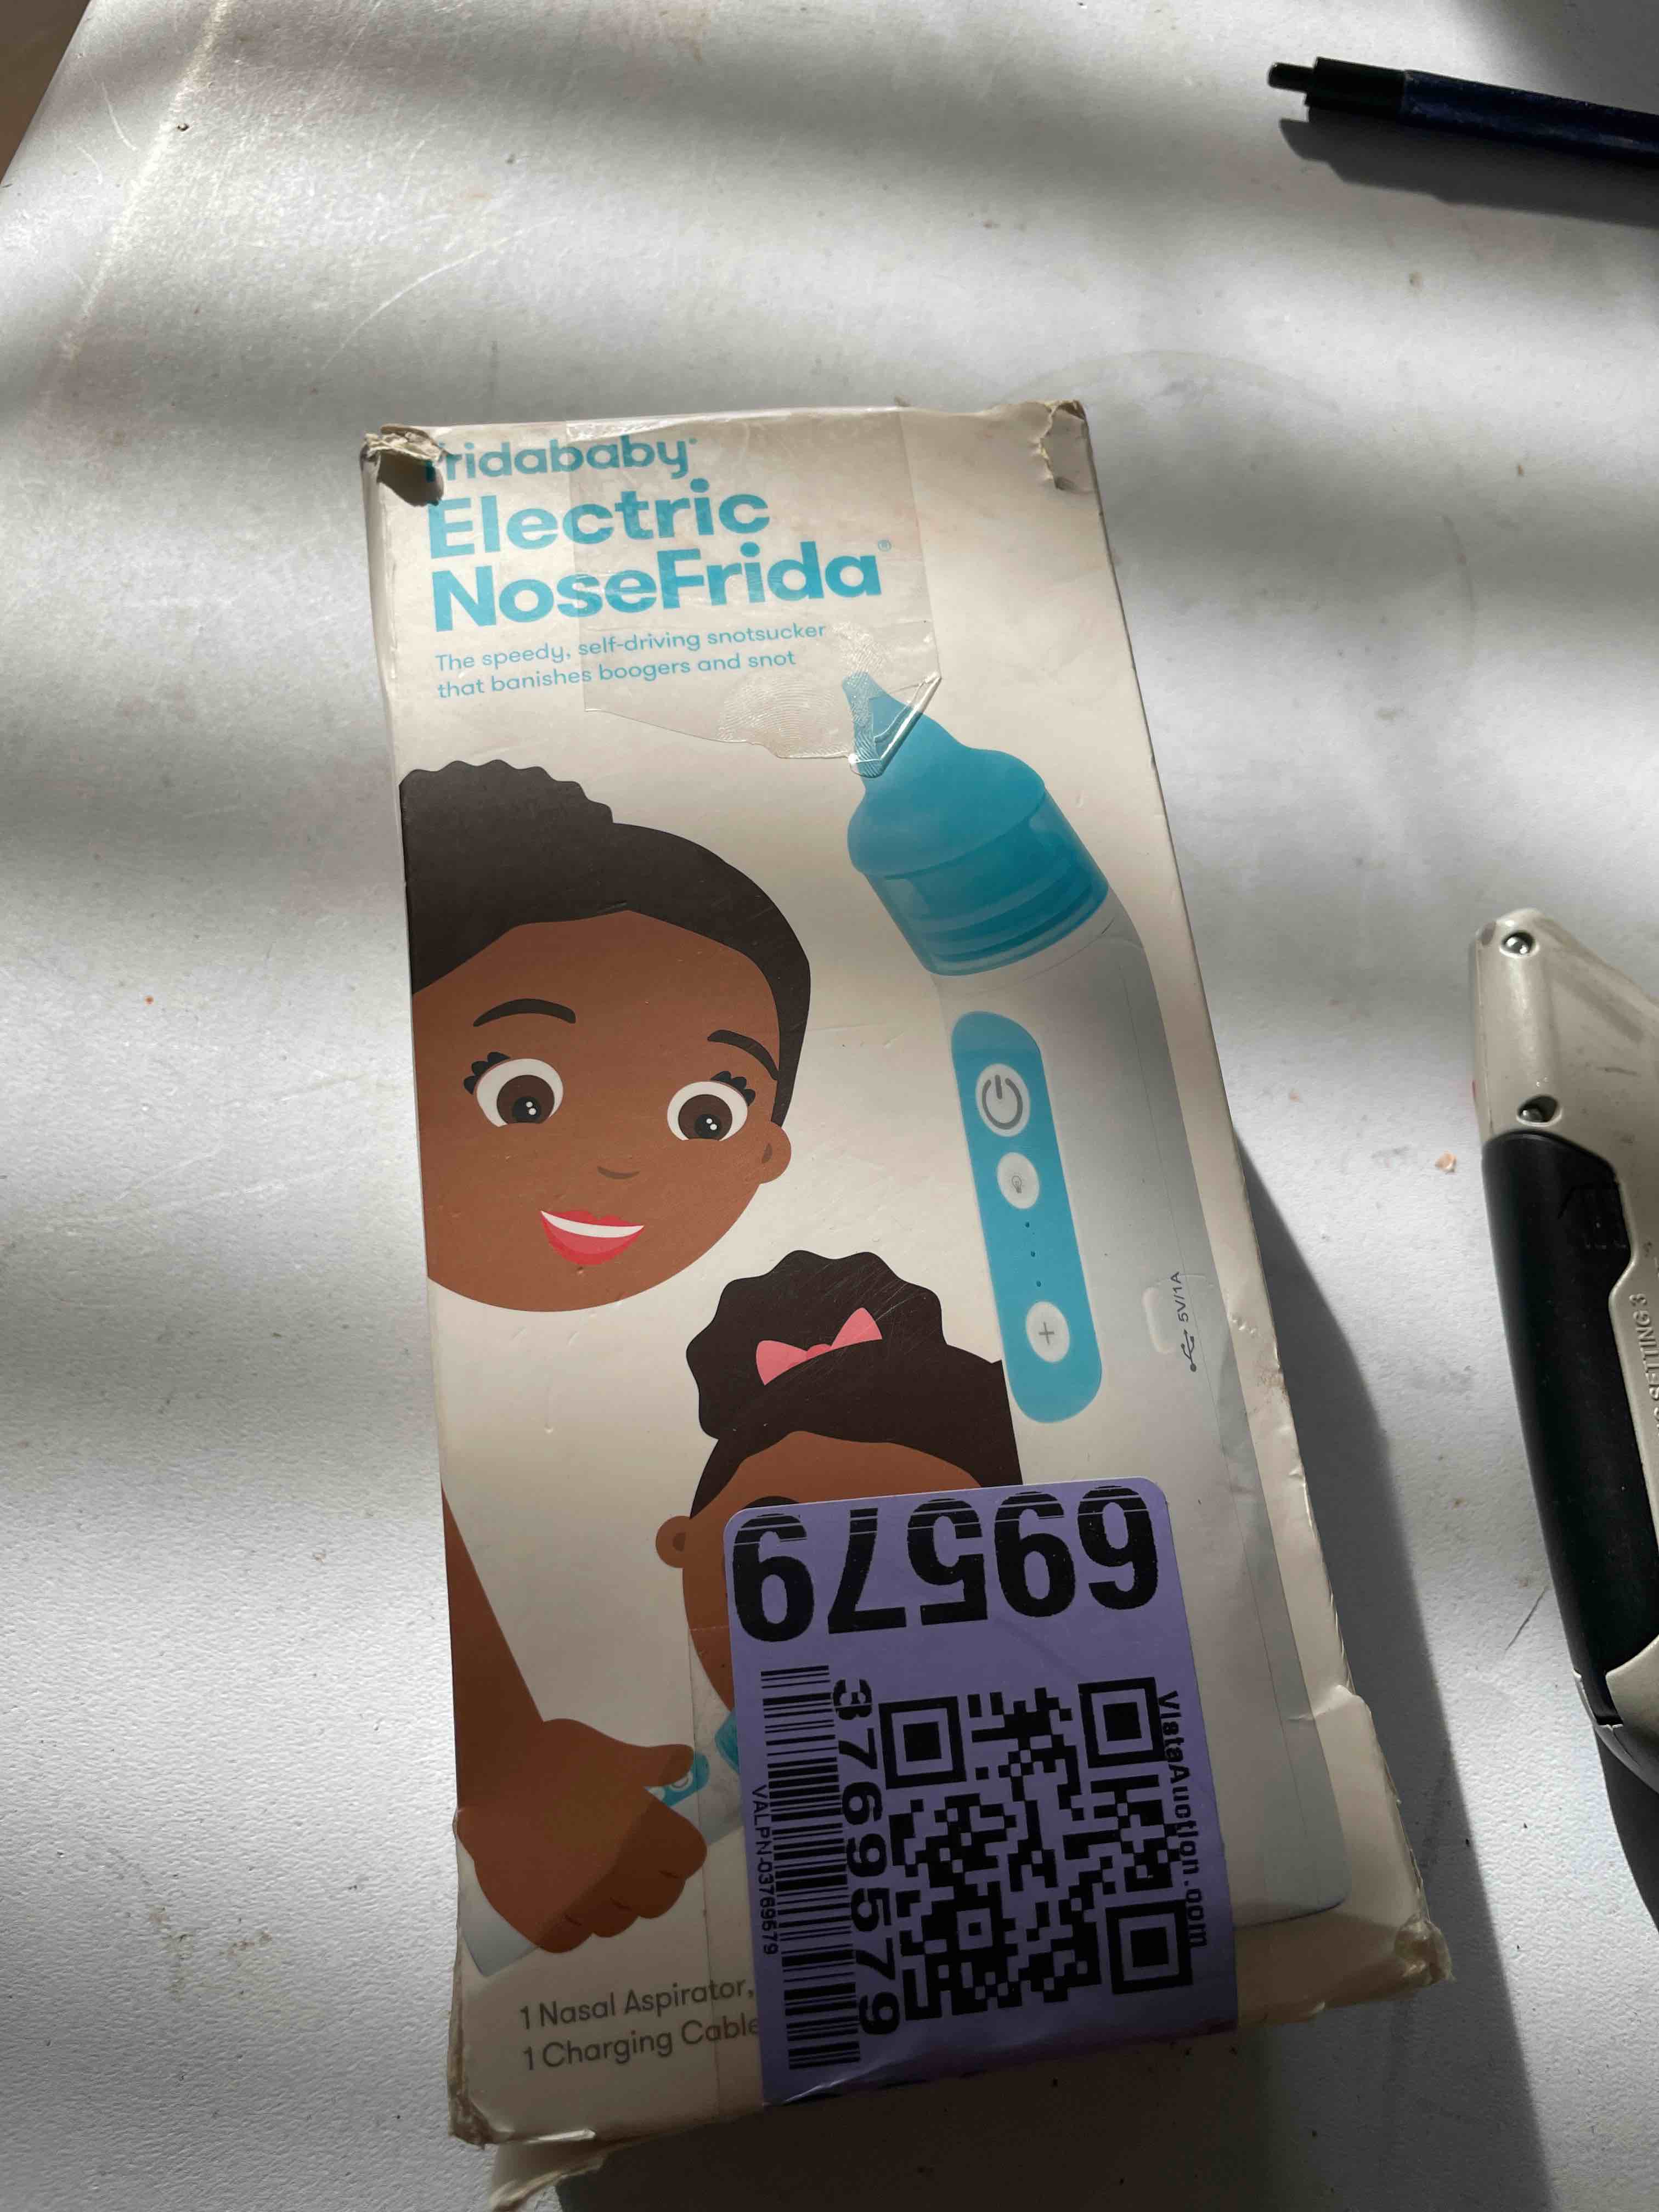 fridababy
Electric
NoseFrida®
The speedy, self-driving snotsucker
that banishes boogers and snot
5V/1A
69579
VistaAuction.com
3769579
VALPN-03769579
1 Nasal Aspirator,
1 Charging Cable
SETTING 3